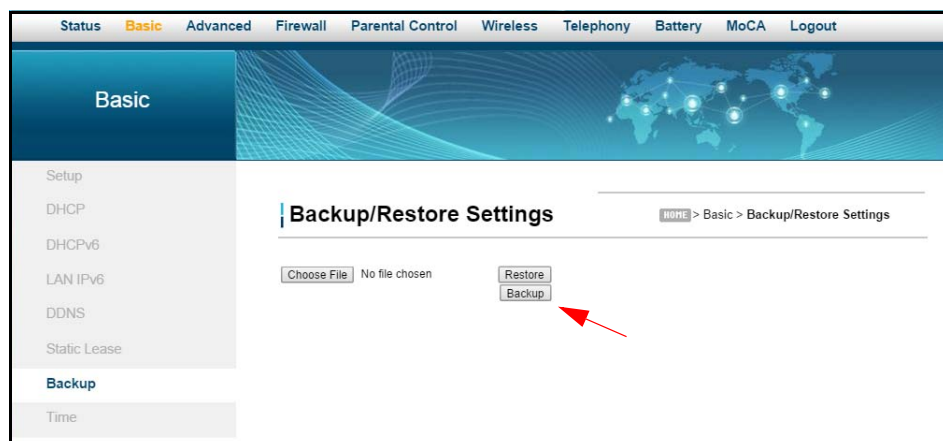 Status Basic Advanced Firewall Parental Control Wireless Telephony Battery MoCA Logout
Basic
Setup
DHCP
DHCPv6
LAN IPv6
DDNS
Static Lease
Backup
Time
Backup/Restore Settings
HOME > Basic > Backup/Restore Settings
Choose File No file chosen Restore
Backup